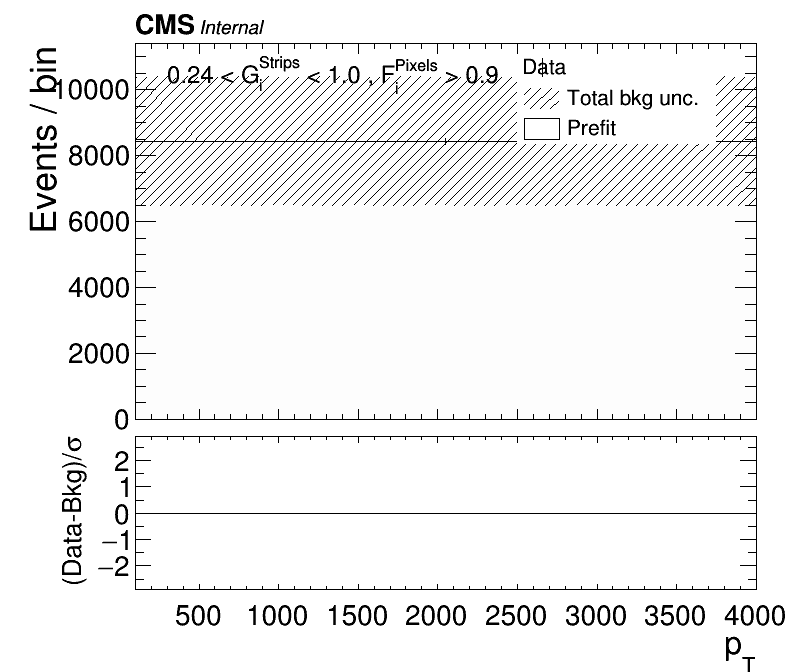 CMS Internal
Events / bin
0.24 < G_i^Strips < 1.0 , F_i^Pixels > 0.9
Data
Total bkg unc.
Prefit
10000
8000
6000
4000
2000
0
(Data-Bkg)/σ
2
1
0
−1
−2
500 1000 1500 2000 2500 3000 3500 4000
p_T